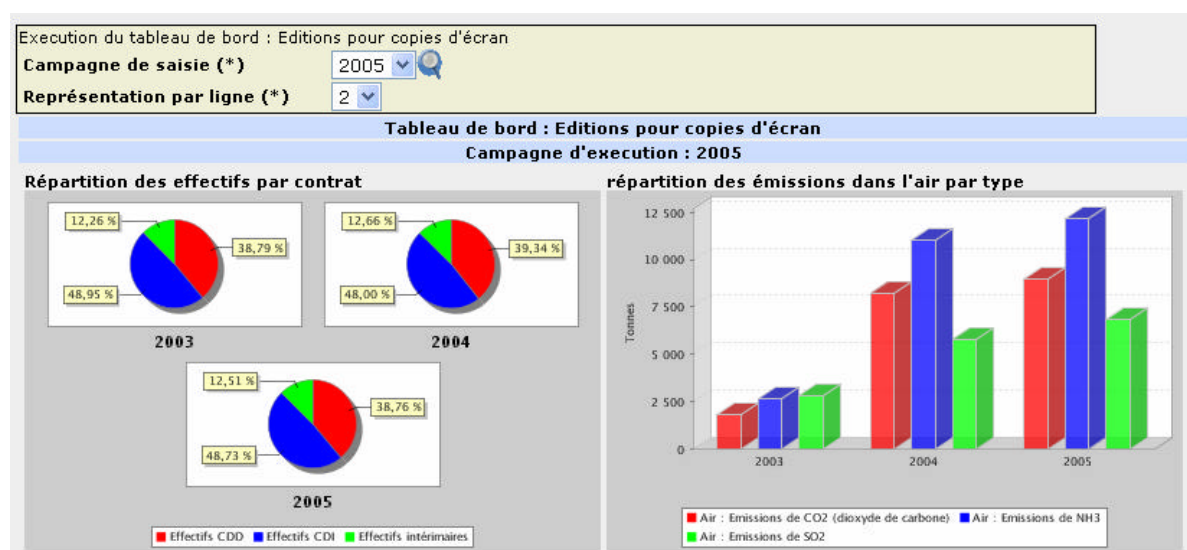 Execution du tableau de bord : Editions pour copies d'écran
Campagne de saisie (*) 2005
Représentation par ligne (*) 2
Tableau de bord : Editions pour copies d'écran
Campagne d'execution : 2005
Répartition des effectifs par contrat
12,26 %
38,79 %
48,95 %
2003
12,66 %
39,34 %
48,00 %
2004
12,51 %
38,76 %
48,73 %
2005
Effectifs CDD Effectifs CDI Effectifs intérimaires
répartition des émissions dans l'air par type
12 500
10 000
7 500
5 000
2 500
0
Tonnes
2003 2004 2005
Air : Emissions de CO2 (dioxyde de carbone) Air : Emissions de NH3
Air : Emissions de SO2